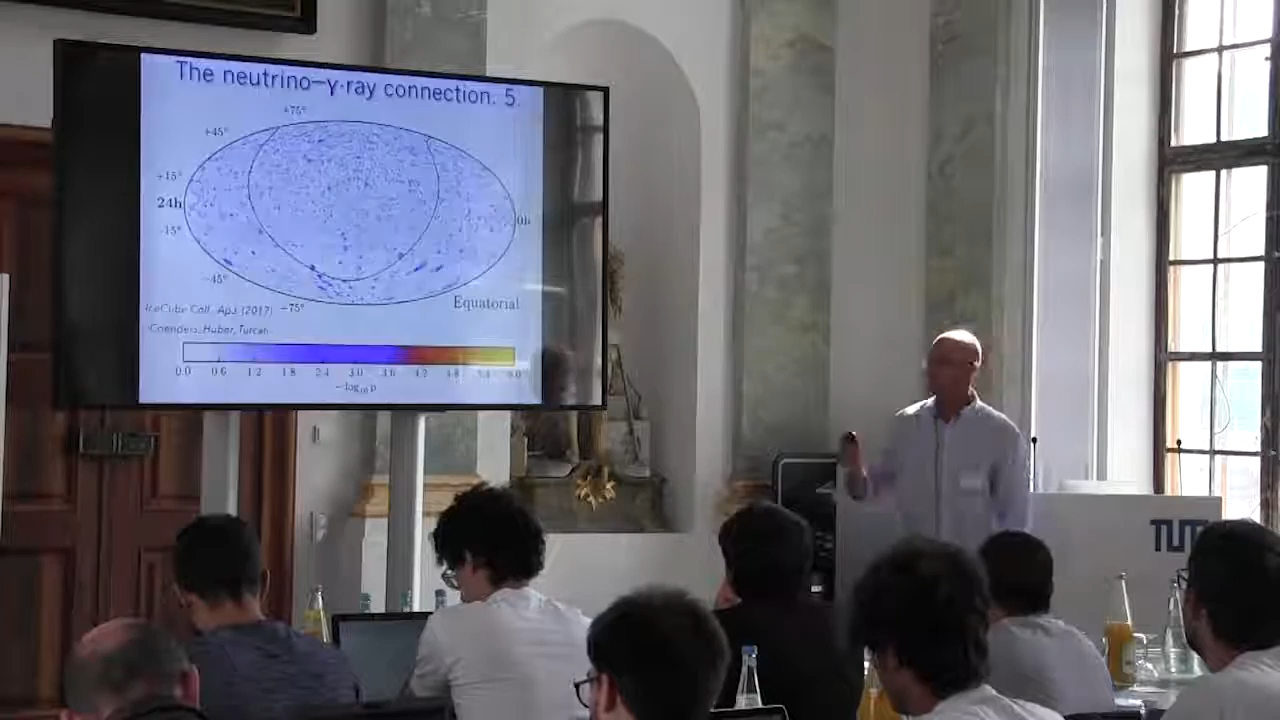 The neutrino—γ-ray connection. 5.
+75°
+45°
+15°
24h
0h
-15°
-45°
-75°
Equatorial
IceCube Coll. ApJ (2017)
Coenders, Huber, Turcati
0.0 0.6 1.2 1.8 2.4 3.0 3.6 4.2 4.8 5.4 6.0
−log₁₀ p
TUM